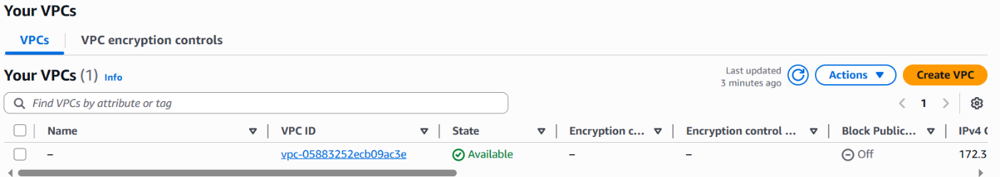 Your VPCs
VPCs VPC encryption controls
Your VPCs (1) Info
Last updated
3 minutes ago
Actions
Create VPC
Find VPCs by attribute or tag
1
Name VPC ID State Encryption c... Encryption control ... Block Public... IPv4 C
– vpc-05883252ecb09ac3e Available – – Off 172.3